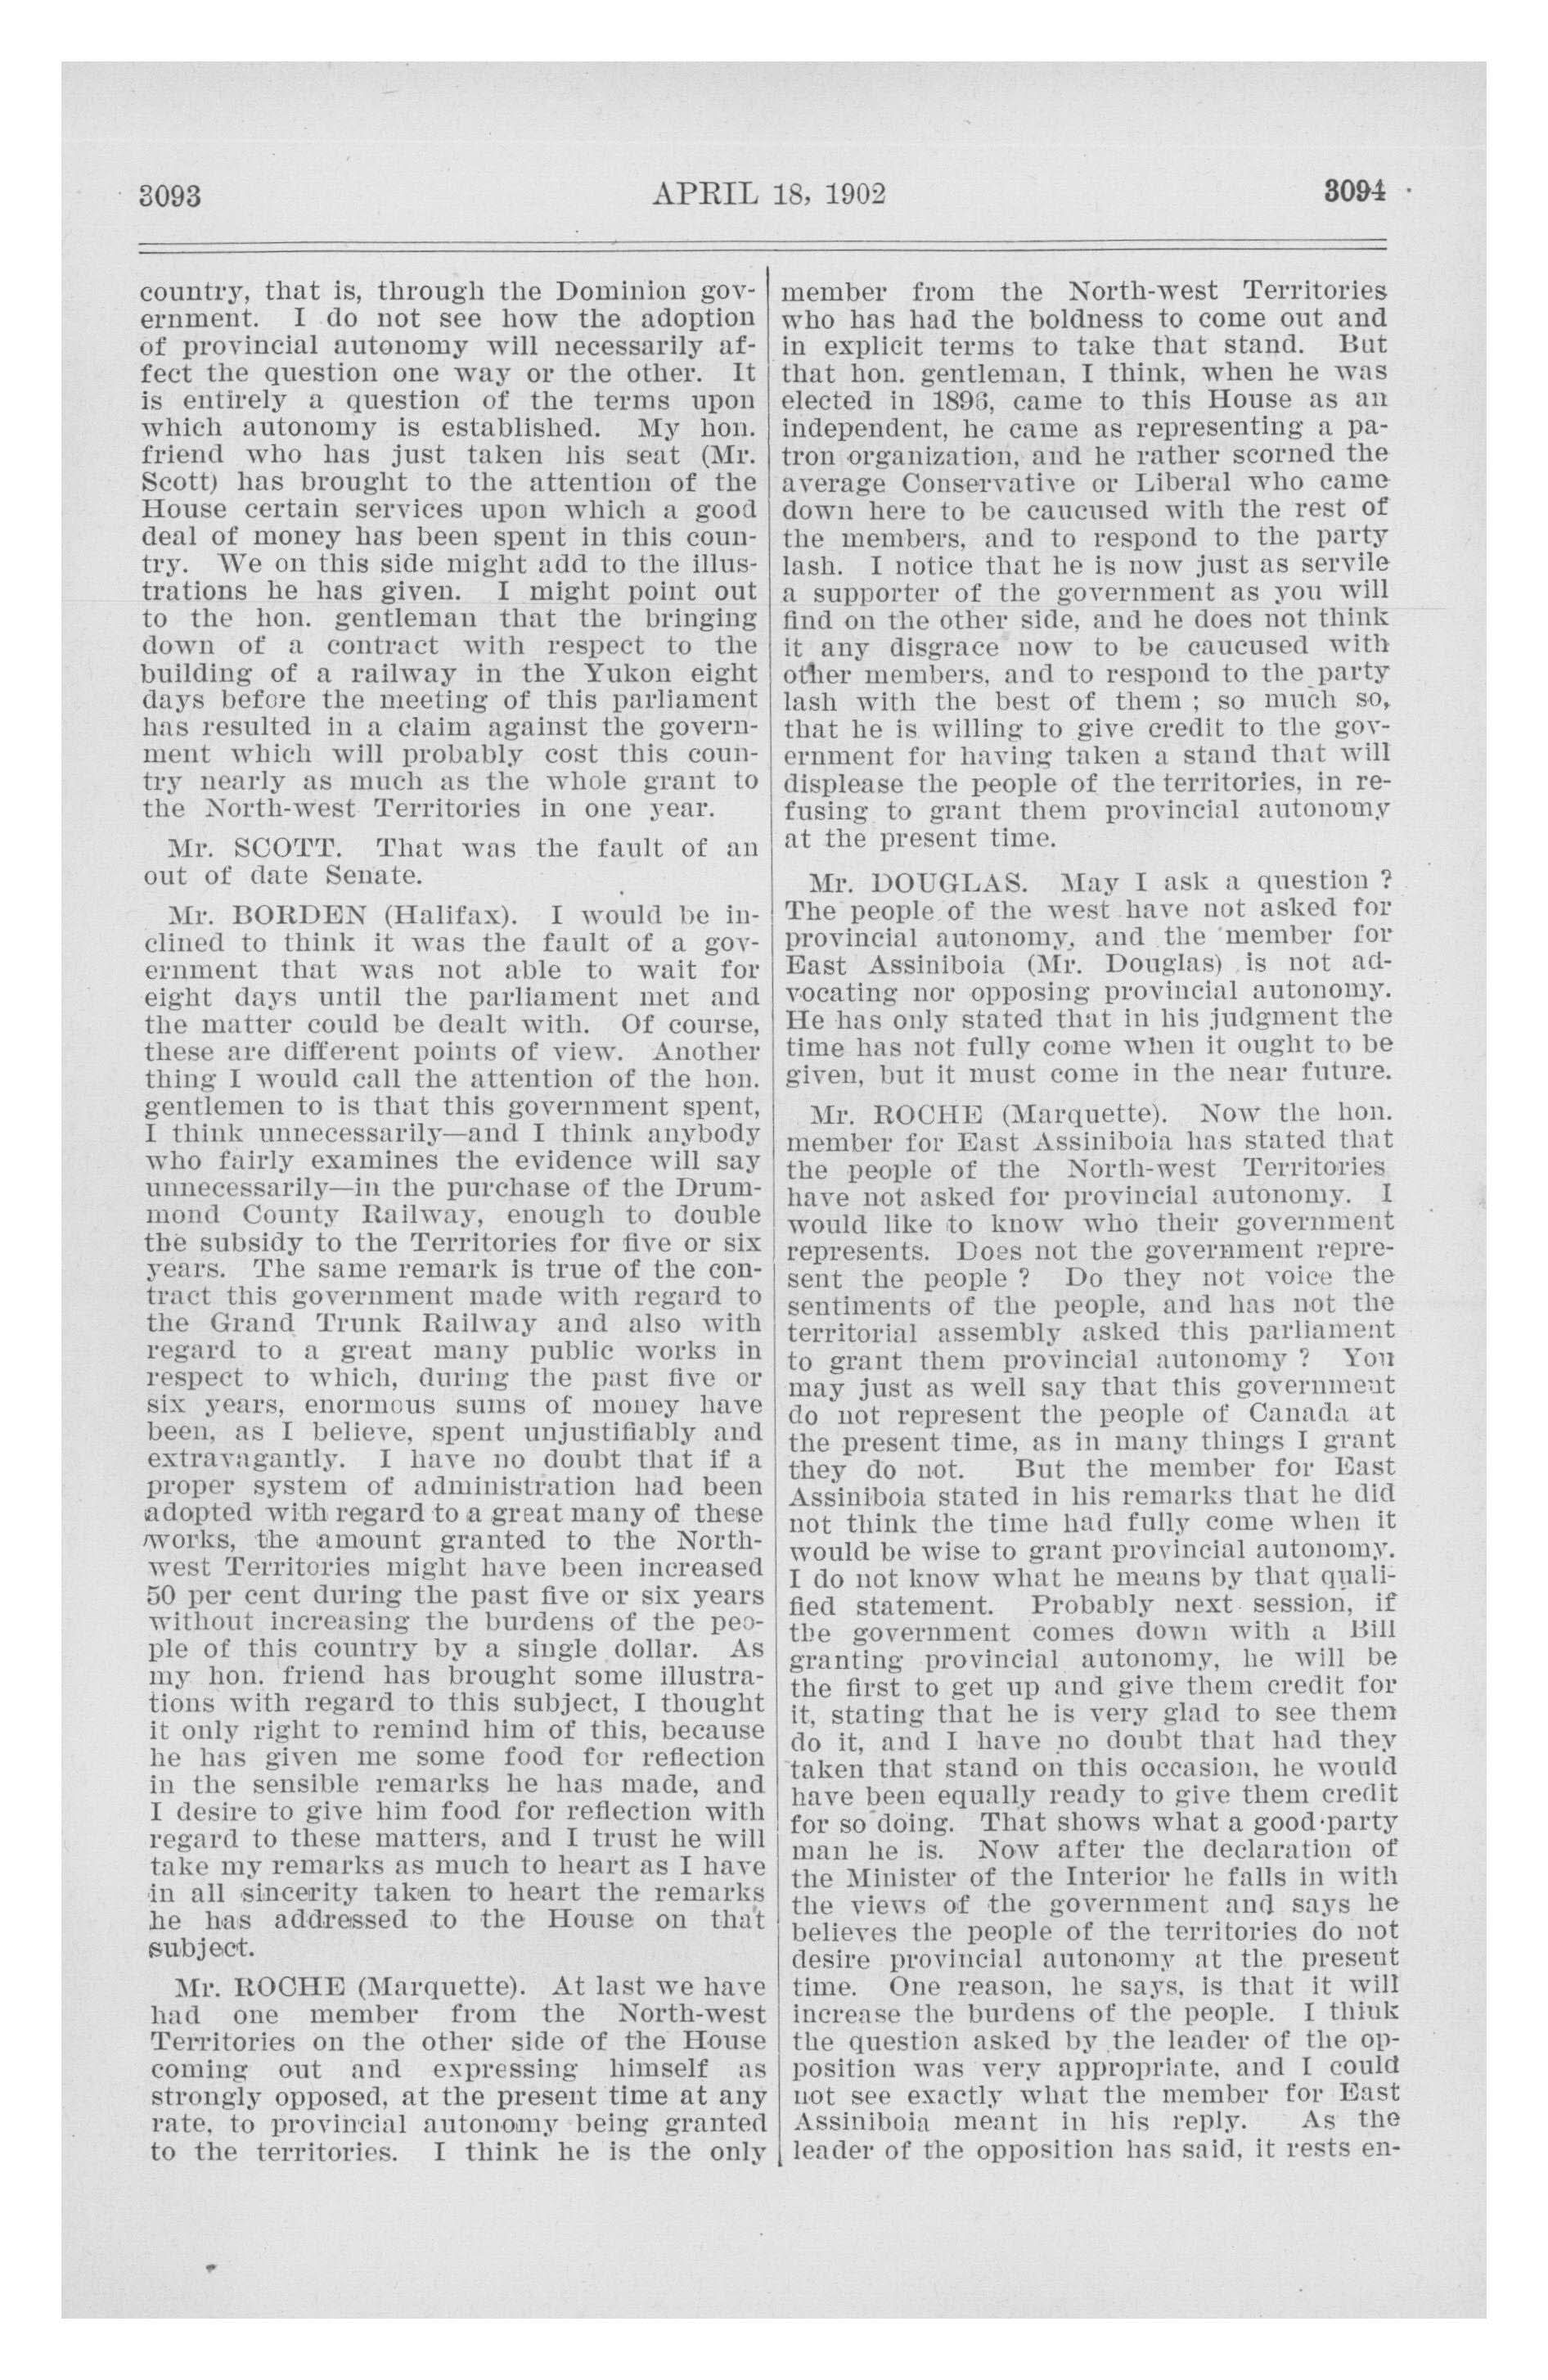 3093
APRIL 18, 1902
3094
country, that is, through the Dominion gov-
ernment. I do not see how the adoption
of provincial autonomy will necessarily af-
fect the question one way or the other. It
is entirely a question of the terms upon
which autonomy is established. My hon.
friend who has just taken his seat (Mr.
Scott) has brought to the attention of the
House certain services upon which a good
deal of money has been spent in this coun-
try. We on this side might add to the illus-
trations he has given. I might point out
to the hon. gentleman that the bringing
down of a contract with respect to the
building of a railway in the Yukon eight
days before the meeting of this parliament
has resulted in a claim against the govern-
ment which will probably cost this coun-
try nearly as much as the whole grant to
the North-west Territories in one year.
Mr. SCOTT. That was the fault of an
out of date Senate.
Mr. BORDEN (Halifax). I would be in-
clined to think it was the fault of a gov-
ernment that was not able to wait for
eight days until the parliament met and
the matter could be dealt with. Of course,
these are different points of view. Another
thing I would call the attention of the hon.
gentlemen to is that this government spent,
I think unnecessarily—and I think anybody
who fairly examines the evidence will say
unnecessarily—in the purchase of the Drum-
mond County Railway, enough to double
the subsidy to the Territories for five or six
years. The same remark is true of the con-
tract this government made with regard to
the Grand Trunk Railway and also with
regard to a great many public works in
respect to which, during the past five or
six years, enormous sums of money have
been, as I believe, spent unjustifiably and
extravagantly. I have no doubt that if a
proper system of administration had been
adopted with regard to a great many of these
works, the amount granted to the North-
west Territories might have been increased
50 per cent during the past five or six years
without increasing the burdens of the peo-
ple of this country by a single dollar. As
my hon. friend has brought some illustra-
tions with regard to this subject, I thought
it only right to remind him of this, because
he has given me some food for reflection
in the sensible remarks he has made, and
I desire to give him food for reflection with
regard to these matters, and I trust he will
take my remarks as much to heart as I have
in all sincerity taken to heart the remarks
he has addressed to the House on that
subject.
Mr. ROCHE (Marquette). At last we have
had one member from the North-west
Territories on the other side of the House
coming out and expressing himself as
strongly opposed, at the present time at any
rate, to provincial autonomy being granted
to the territories. I think he is the only
member from the North-west Territories
who has had the boldness to come out and
in explicit terms to take that stand. But
that hon. gentleman, I think, when he was
elected in 1896, came to this House as an
independent, he came as representing a pa-
tron organization, and he rather scorned the
average Conservative or Liberal who came
down here to be caucused with the rest of
the members, and to respond to the party
lash. I notice that he is now just as servile
a supporter of the government as you will
find on the other side, and he does not think
it any disgrace now to be caucused with
other members, and to respond to the party
lash with the best of them ; so much so,
that he is willing to give credit to the gov-
ernment for having taken a stand that will
displease the people of the territories, in re-
fusing to grant them provincial autonomy
at the present time.
Mr. DOUGLAS. May I ask a question ?
The people of the west have not asked for
provincial autonomy, and the member for
East Assiniboia (Mr. Douglas) is not ad-
vocating nor opposing provincial autonomy.
He has only stated that in his judgment the
time has not fully come when it ought to be
given, but it must come in the near future.
Mr. ROCHE (Marquette). Now the hon.
member for East Assiniboia has stated that
the people of the North-west Territories
have not asked for provincial autonomy. I
would like to know who their government
represents. Does not the government repre-
sent the people ? Do they not voice the
sentiments of the people, and has not the
territorial assembly asked this parliament
to grant them provincial autonomy ? You
may just as well say that this government
do not represent the people of Canada at
the present time, as in many things I grant
they do not. But the member for East
Assiniboia stated in his remarks that he did
not think the time had fully come when it
would be wise to grant provincial autonomy.
I do not know what he means by that quali-
fied statement. Probably next session, if
the government comes down with a Bill
granting provincial autonomy, he will be
the first to get up and give them credit for
it, stating that he is very glad to see them
do it, and I have no doubt that had they
taken that stand on this occasion, he would
have been equally ready to give them credit
for so doing. That shows what a good party
man he is. Now after the declaration of
the Minister of the Interior he falls in with
the views of the government and says he
believes the people of the territories do not
desire provincial autonomy at the present
time. One reason, he says, is that it will
increase the burdens of the people. I think
the question asked by the leader of the op-
position was very appropriate, and I could
not see exactly what the member for East
Assiniboia meant in his reply. As the
leader of the opposition has said, it rests en-